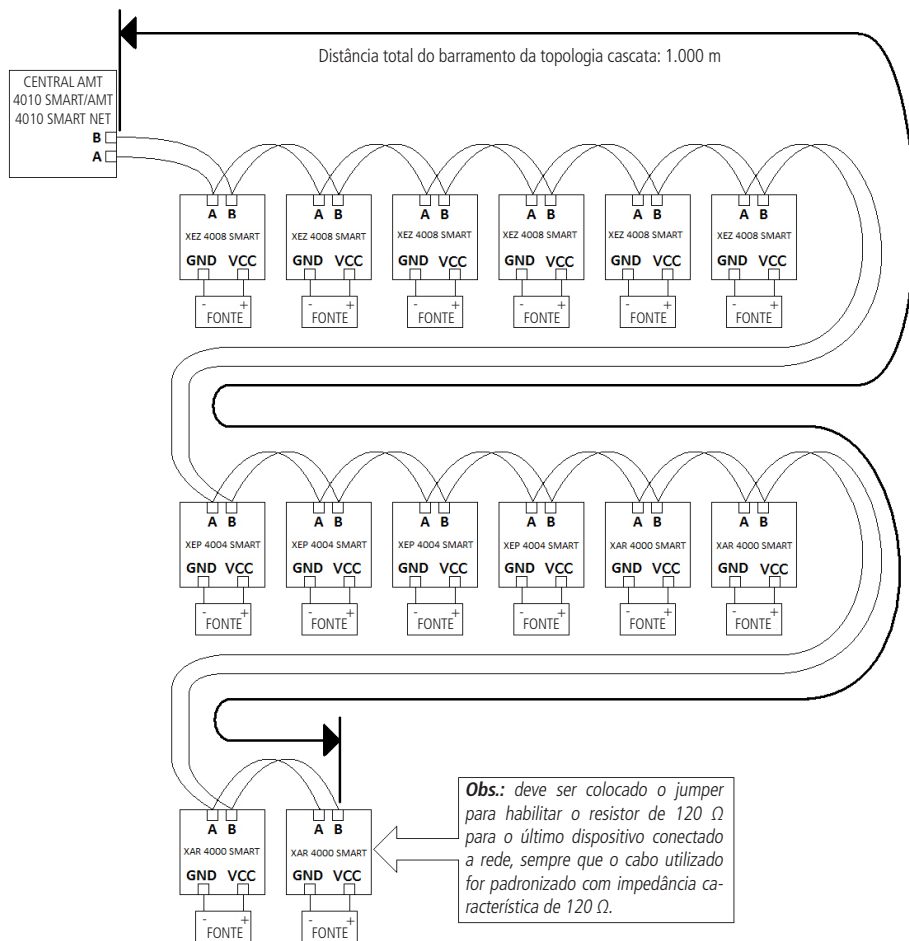 Distância total do barramento da topologia cascata: 1.000 m
CENTRAL AMT
4010 SMART/AMT
4010 SMART NET
B
A
A B A B A B A B A B A B
XEZ 4008 SMART XEZ 4008 SMART XEZ 4008 SMART XEZ 4008 SMART XEZ 4008 SMART XEZ 4008 SMART
GND VCC GND VCC GND VCC GND VCC GND VCC GND VCC
- + - + - + - + - + - +
FONTE FONTE FONTE FONTE FONTE FONTE
A B A B A B A B A B A B
XEP 4004 SMART XEP 4004 SMART XEP 4004 SMART XEP 4004 SMART XAR 4000 SMART XAR 4000 SMART
GND VCC GND VCC GND VCC GND VCC GND VCC GND VCC
- + - + - + - + - + - +
FONTE FONTE FONTE FONTE FONTE FONTE
A B A B
XAR 4000 SMART XAR 4000 SMART
GND VCC GND VCC
- + - +
FONTE FONTE
Obs.: deve ser colocado o jumper
para habilitar o resistor de 120 Ω
para o último dispositivo conectado
a rede, sempre que o cabo utilizado
for padronizado com impedância ca-
racterística de 120 Ω.